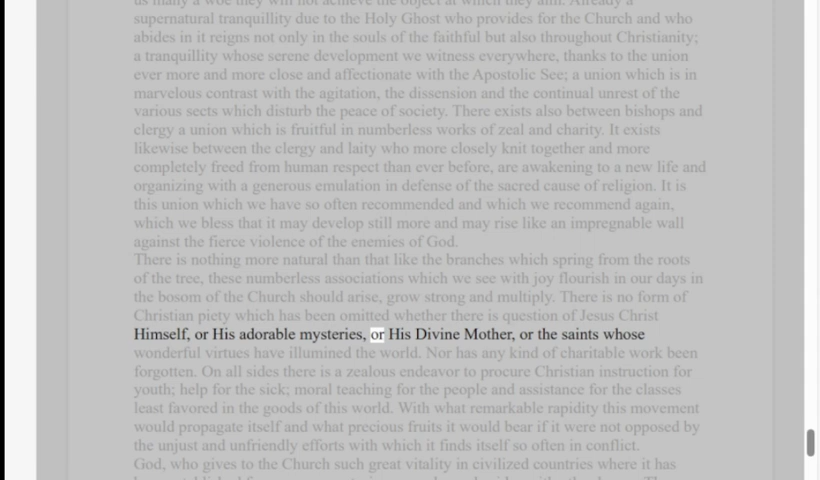 us many a woe they will not achieve the object at which they aim. Already a
supernatural tranquillity due to the Holy Ghost who provides for the Church and who
abides in it reigns not only in the souls of the faithful but also throughout Christianity;
a tranquillity whose serene development we witness everywhere, thanks to the union
ever more and more close and affectionate with the Apostolic See; a union which is in
marvelous contrast with the agitation, the dissension and the continual unrest of the
various sects which disturb the peace of society. There exists also between bishops and
clergy a union which is fruitful in numberless works of zeal and charity. It exists
likewise between the clergy and laity who more closely knit together and more
completely freed from human respect than ever before, are awakening to a new life and
organizing with a generous emulation in defense of the sacred cause of religion. It is
this union which we have so often recommended and which we recommend again,
which we bless that it may develop still more and may rise like an impregnable wall
against the fierce violence of the enemies of God.
There is nothing more natural than that like the branches which spring from the roots
of the tree, these numberless associations which we see with joy flourish in our days in
the bosom of the Church should arise, grow strong and multiply. There is no form of
Christian piety which has been omitted whether there is question of Jesus Christ
Himself, or His adorable mysteries, or His Divine Mother, or the saints whose
wonderful virtues have illumined the world. Nor has any kind of charitable work been
forgotten. On all sides there is a zealous endeavor to procure Christian instruction for
youth; help for the sick; moral teaching for the people and assistance for the classes
least favored in the goods of this world. With what remarkable rapidity this movement
would propagate itself and what precious fruits it would bear if it were not opposed by
the unjust and unfriendly efforts with which it finds itself so often in conflict.
God, who gives to the Church such great vitality in civilized countries where it has